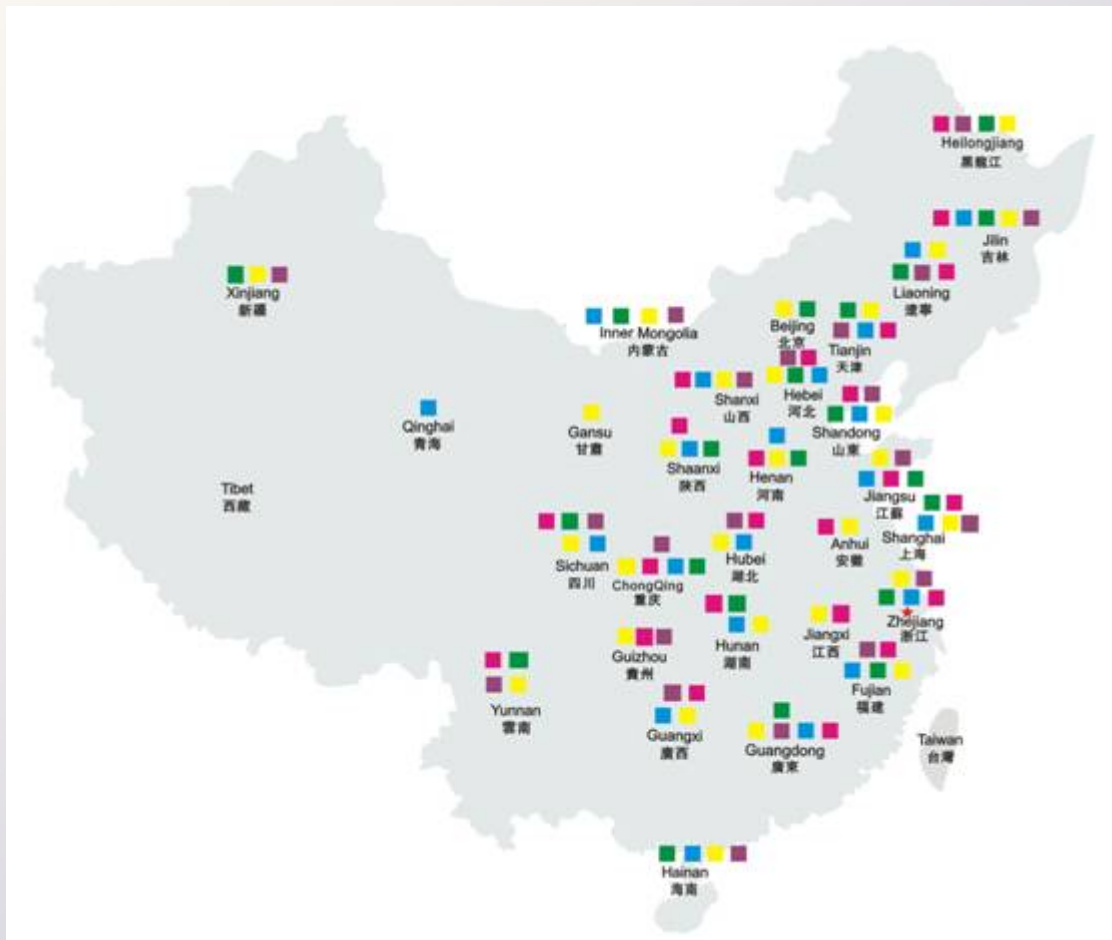 Heilongjiang
黑龍江
Jilin
吉林
Liaoning
遼寧
Xinjiang
新疆
Inner Mongolia
内蒙古
Beijing
北京
Tianjin
天津
Shanxi
山西
Hebei
河北
Qinghai
青海
Gansu
甘肅
Shandong
山東
Shaanxi
陝西
Henan
河南
Tibet
西藏
Jiangsu
江蘇
Shanghai
上海
Anhui
安徽
Sichuan
四川
ChongQing
重庆
Hubei
湖北
Zhejiang
浙江
Jiangxi
江西
Hunan
湖南
Guizhou
貴州
Fujian
福建
Yunnan
雲南
Guangxi
廣西
Guangdong
廣東
Taiwan
台灣
Hainan
海南